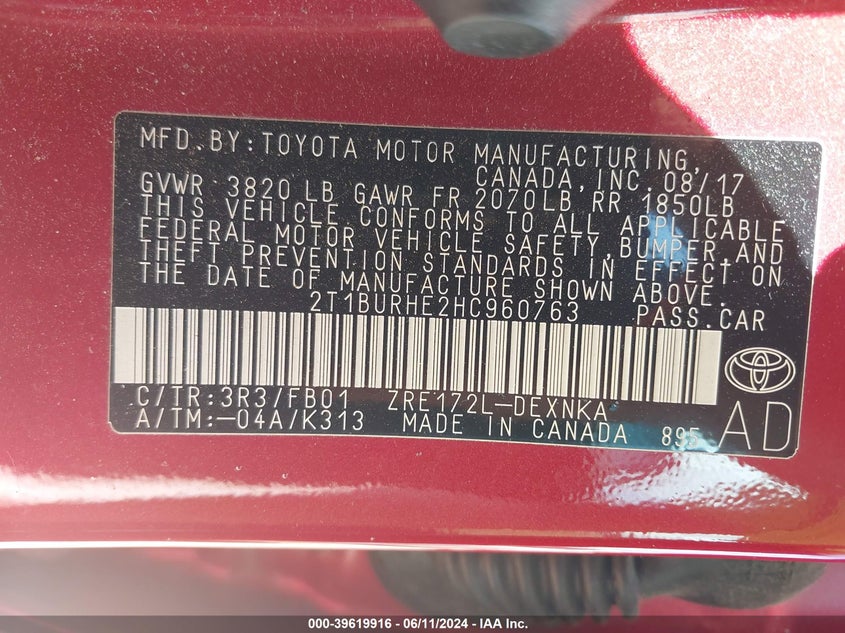 MFD.BY:TOYOTA MOTOR MANUFACTURING,
CANADA,INC.08/17
GVWR 3820 LB GAWR FR 2070LB RR 1850LB
THIS VEHICLE CONFORMS TO ALL APPLICABLE
FEDERAL MOTOR VEHICLE SAFETY,BUMPER,AND
THEFT PREVENTION STANDARDS IN EFFECT ON
THE DATE OF MANUFACTURE SHOWN ABOVE.
2T1BURHE2HC960763 PASS.CAR
C/TR:3R3/FB01 ZRE172L-DEXNKA
A/TM:-04A/K313 MADE IN CANADA 895
AD
000-39619916 - 06/11/2024 - IAA Inc.